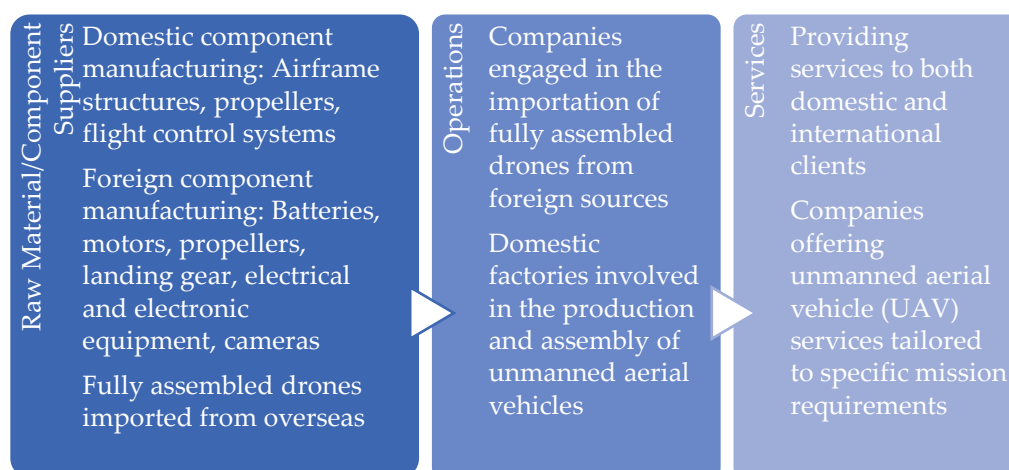 Raw Material/Component
Suppliers
Domestic component
manufacturing: Airframe
structures, propellers,
flight control systems
Foreign component
manufacturing: Batteries,
motors, propellers,
landing gear, electrical
and electronic
equipment, cameras
Fully assembled drones
imported from overseas
Operations
Companies
engaged in the
importation of
fully assembled
drones from
foreign sources
Domestic
factories involved
in the production
and assembly of
unmanned aerial
vehicles
Services
Providing
services to both
domestic and
international
clients
Companies
offering
unmanned aerial
vehicle (UAV)
services tailored
to specific mission
requirements